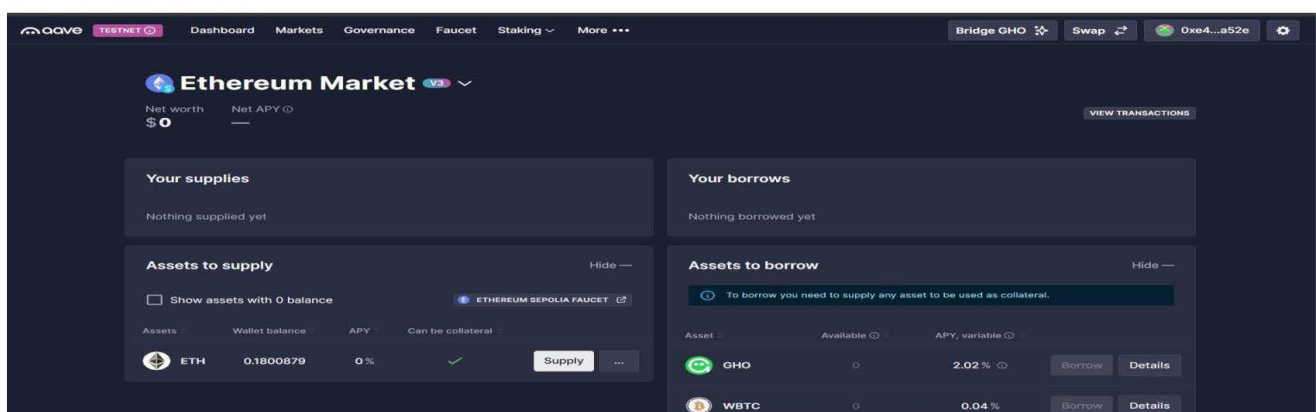 aave TESTNET Dashboard Markets Governance Faucet Staking More ••• Bridge GHO Swap 0xe4...a52e
Ethereum Market V3
Net worth Net APY
$0 —
VIEW TRANSACTIONS
Your supplies
Nothing supplied yet
Your borrows
Nothing borrowed yet
Assets to supply Hide —
Show assets with 0 balance ETHEREUM SEPOLIA FAUCET
Assets Wallet balance APY Can be collateral
ETH 0.1800879 0% Supply ...
Assets to borrow Hide —
To borrow you need to supply any asset to be used as collateral.
Asset Available APY, variable
GHO 0 2.02% Borrow Details
WBTC 0 0.04% Borrow Details